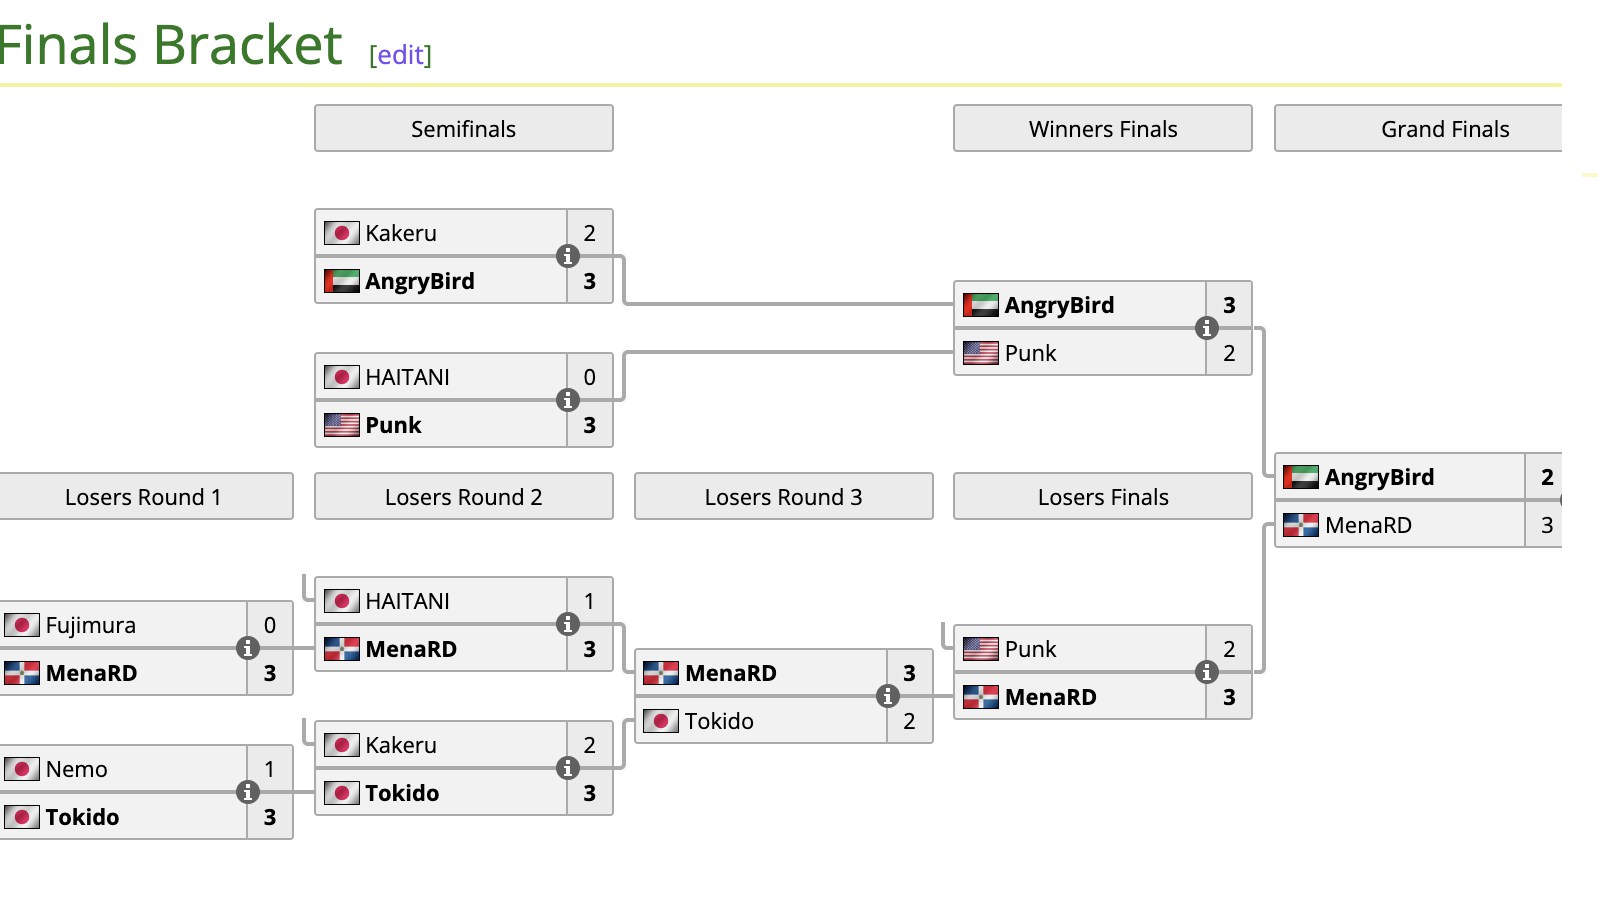 Finals Bracket [edit]
Semifinals
Winners Finals
Grand Finals
Kakeru 2
AngryBird 3
HAITANI 0
Punk 3
AngryBird 3
Punk 2
AngryBird 2
MenaRD 3
Losers Round 1
Losers Round 2
Losers Round 3
Losers Finals
Fujimura 0
MenaRD 3
Nemo 1
Tokido 3
HAITANI 1
MenaRD 3
Kakeru 2
Tokido 3
MenaRD 3
Tokido 2
Punk 2
MenaRD 3